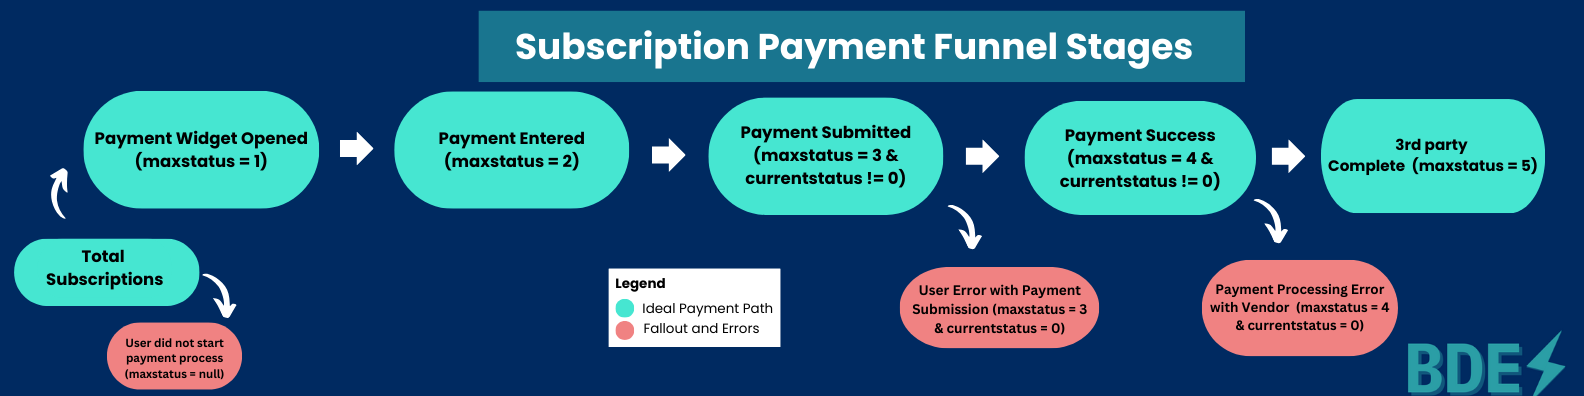 Subscription Payment Funnel Stages
Payment Widget Opened
(maxstatus = 1)
Payment Entered
(maxstatus = 2)
Payment Submitted
(maxstatus = 3 &
currentstatus != 0)
Payment Success
(maxstatus = 4 &
currentstatus != 0)
3rd party
Complete (maxstatus = 5)
Total
Subscriptions
User did not start
payment process
(maxstatus = null)
Legend
Ideal Payment Path
Fallout and Errors
User Error with Payment
Submission (maxstatus = 3
& currentstatus = 0)
Payment Processing Error
with Vendor (maxstatus = 4
& currentstatus = 0)
BDE